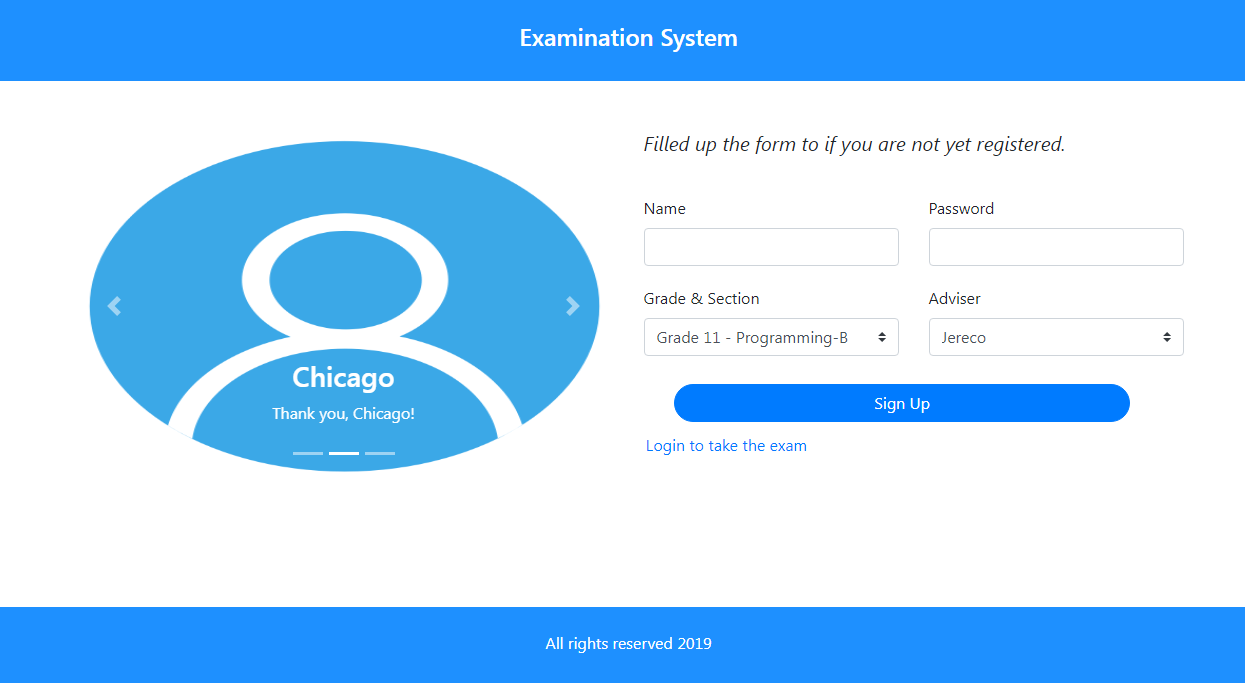 Examination System
Filled up the form to if you are not yet registered.
Name
Password
Grade & Section
Adviser
Grade 11 - Programming-B
Jereco
Chicago
Thank you, Chicago!
Sign Up
Login to take the exam
All rights reserved 2019